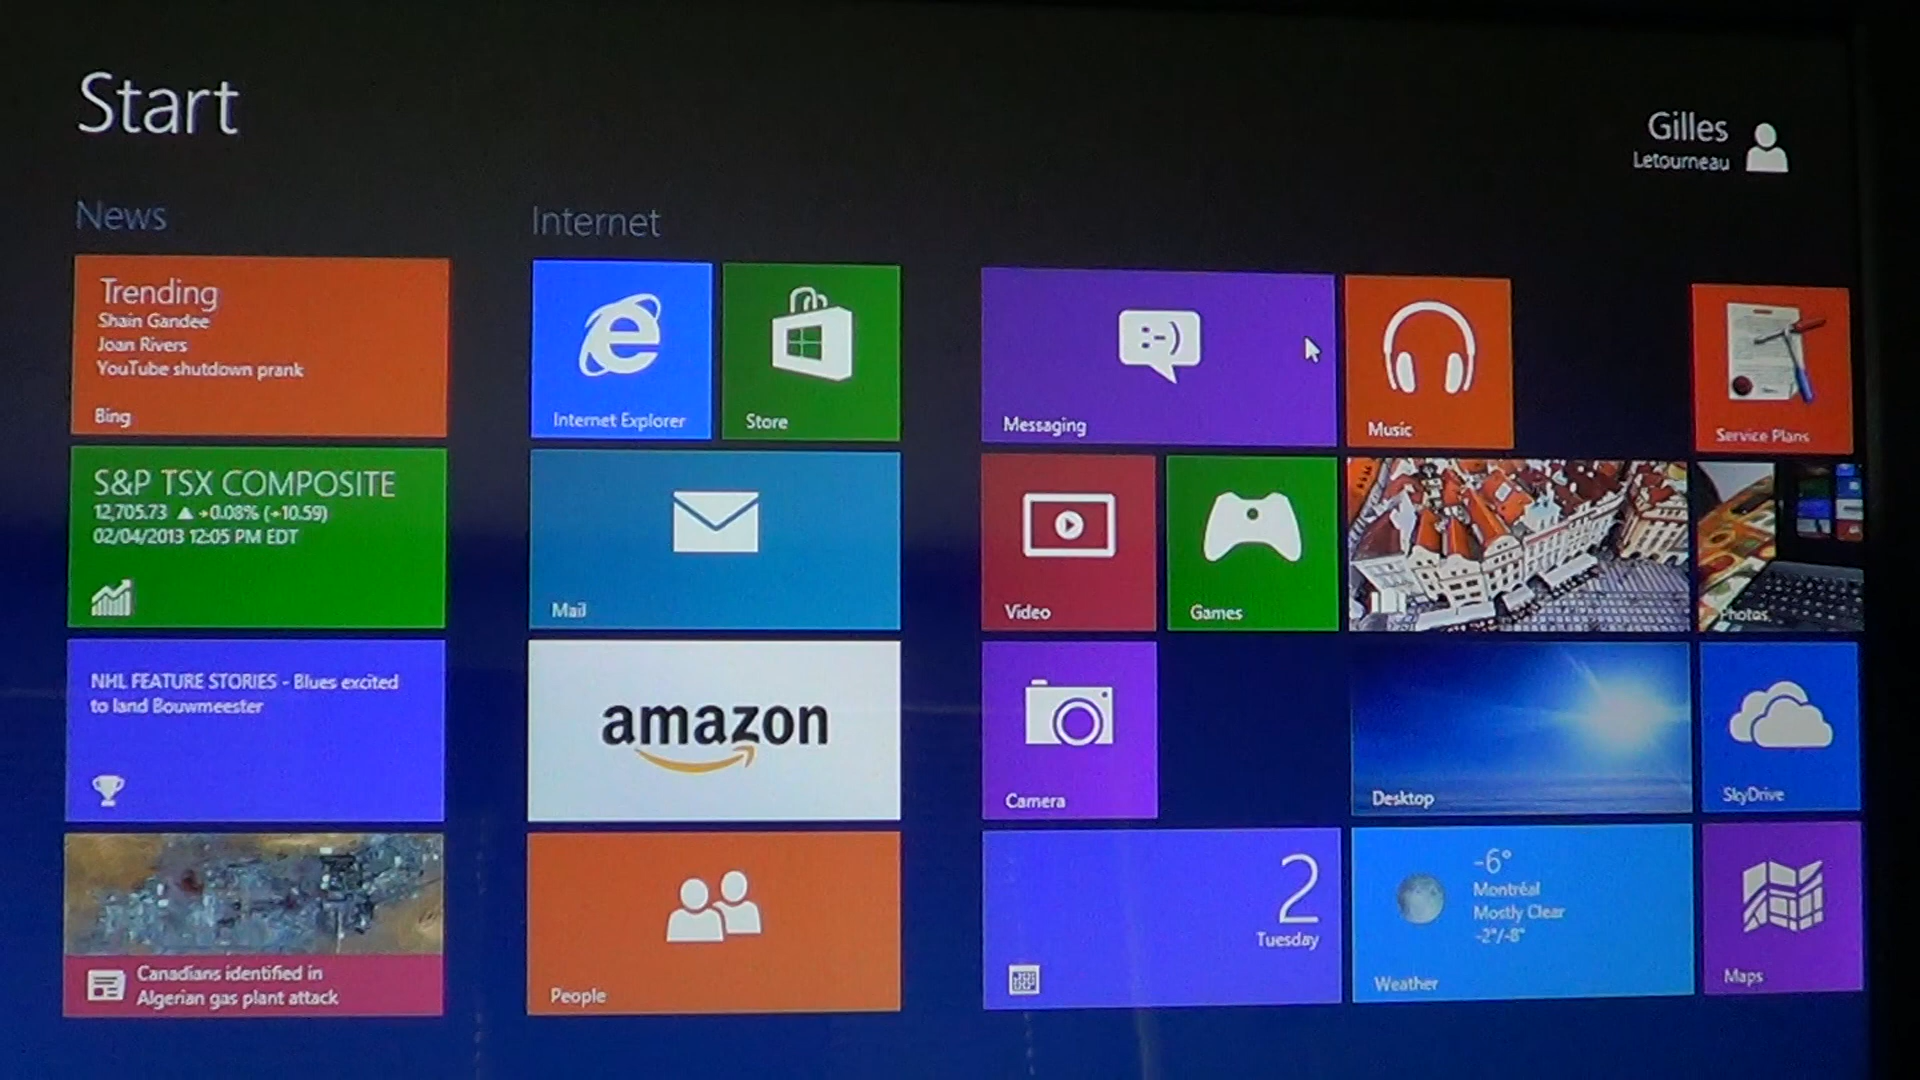 Start
Gilles
Letourneau
News
Internet
Trending
Shain Gandee
Joan Rivers
YouTube shutdown prank
Bing
Internet Explorer
Store
Messaging
Music
Service Plans
S&P TSX COMPOSITE
12,705.73 ▲ +0.08% (+10.59)
02/04/2013 12:05 PM EDT
Mail
Video
Games
Photos
NHL FEATURE STORIES - Blues excited
to land Bouwmeester
amazon
Camera
Desktop
SkyDrive
Canadians identified in
Algerian gas plant attack
People
2
Tuesday
-6°
Montréal
Mostly Clear
-2°/-8°
Weather
Maps